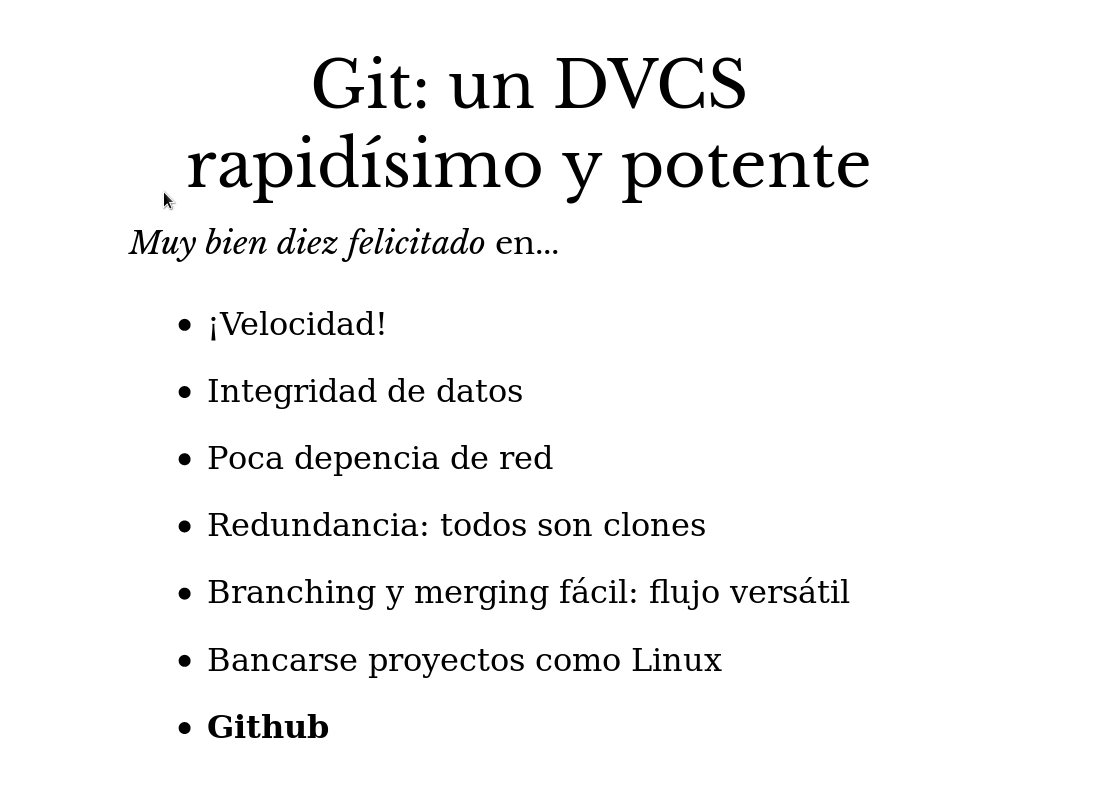 Git: un DVCS
rapidísimo y potente
Muy bien diez felicitado en...
¡Velocidad!
Integridad de datos
Poca depencia de red
Redundancia: todos son clones
Branching y merging fácil: flujo versátil
Bancarse proyectos como Linux
Github